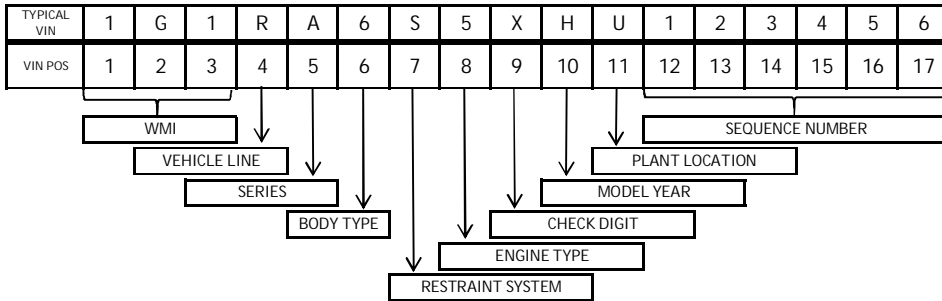 TYPICAL VIN 1 G 1 R A 6 S 5 X H U 1 2 3 4 5 6
VIN POS 1 2 3 4 5 6 7 8 9 10 11 12 13 14 15 16 17
WMI SEQUENCE NUMBER
VEHICLE LINE PLANT LOCATION
SERIES MODEL YEAR
BODY TYPE CHECK DIGIT
ENGINE TYPE
RESTRAINT SYSTEM